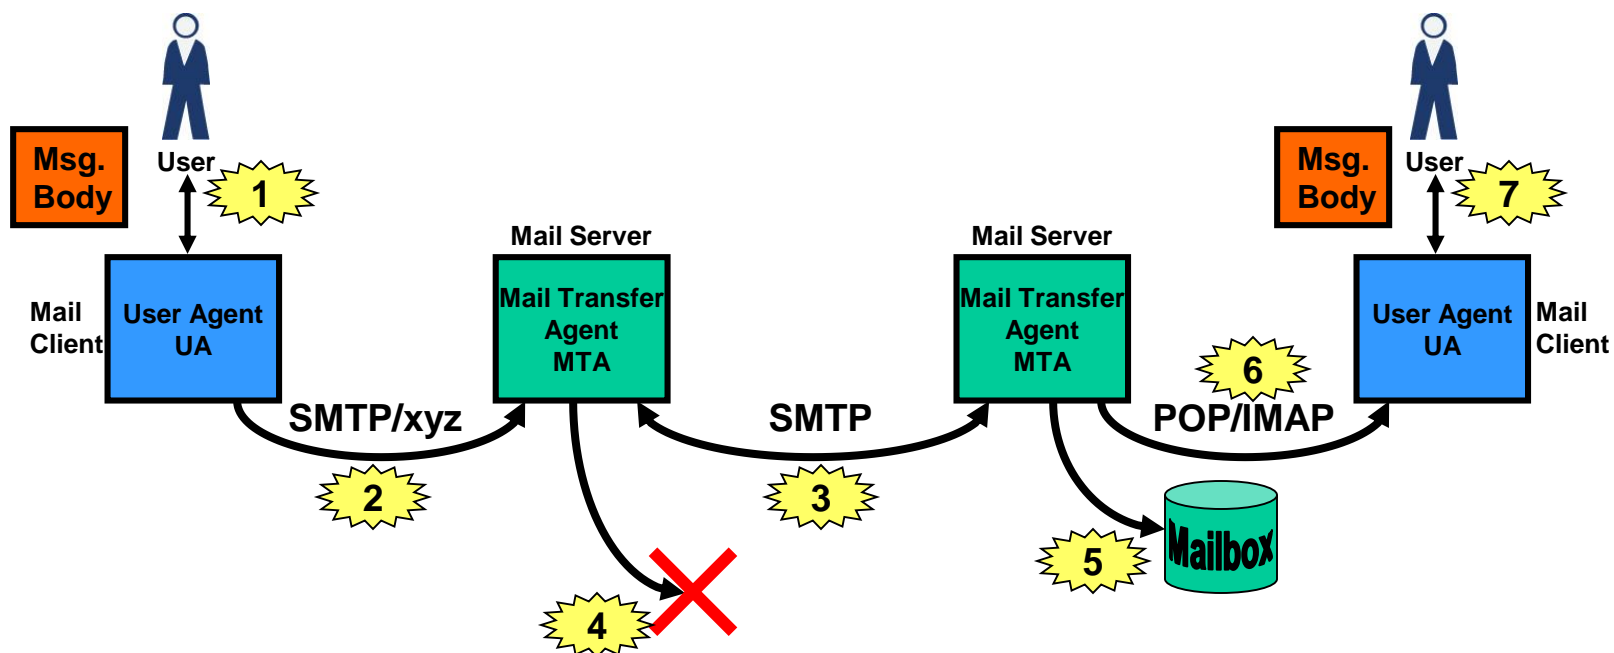 Msg.
Body
User
1
Mail
Client
User Agent
UA
SMTP/xyz
2
Mail Server
Mail Transfer
Agent
MTA
4
SMTP
3
Mail Server
Mail Transfer
Agent
MTA
5
Mailbox
6
POP/IMAP
Msg.
Body
User
7
User Agent
UA
Mail
Client